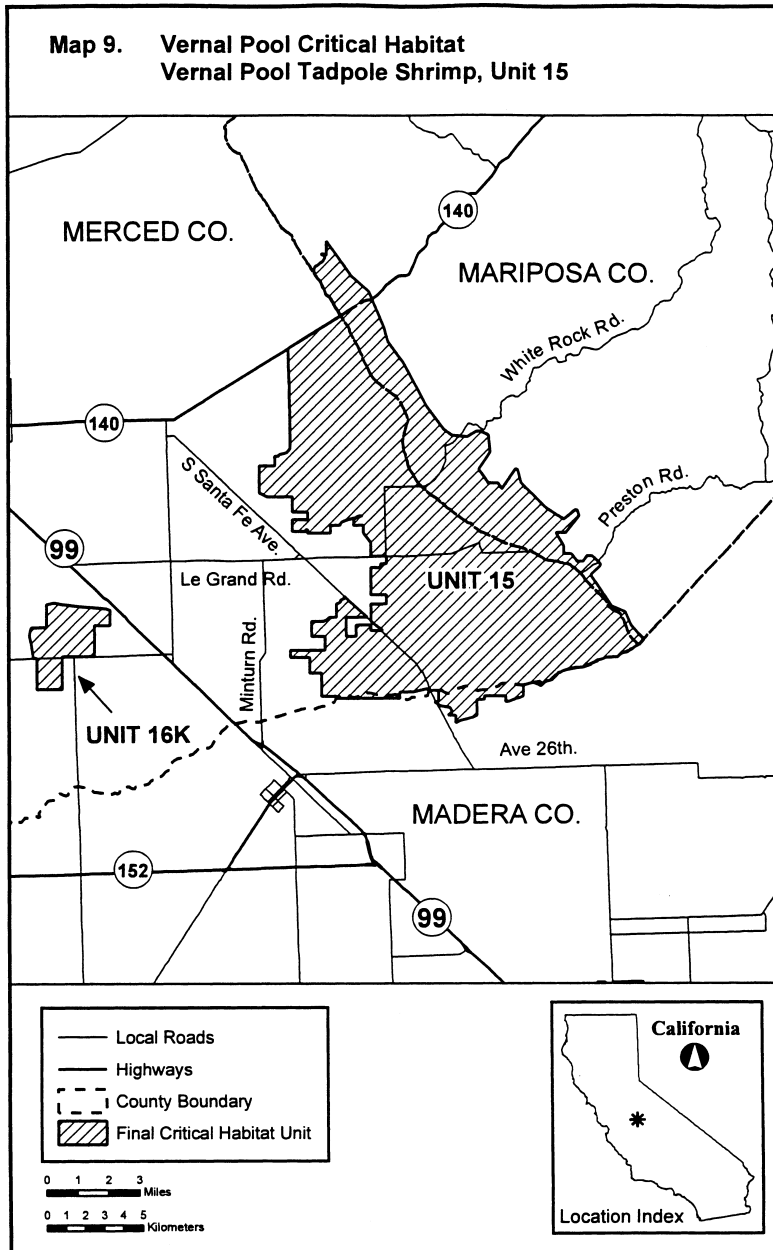 Map 9. Vernal Pool Critical Habitat
Vernal Pool Tadpole Shrimp, Unit 15
140
MERCED CO.
MARIPOSA CO.
White Rock Rd.
140
S Santa Fe Ave.
Preston Rd.
99
Le Grand Rd.
UNIT 15
Minturn Rd.
UNIT 16K
Ave 26th.
MADERA CO.
152
99
Local Roads
Highways
County Boundary
Final Critical Habitat Unit
0 1 2 3
Miles
0 1 2 3 4 5
Kilometers
California
Location Index